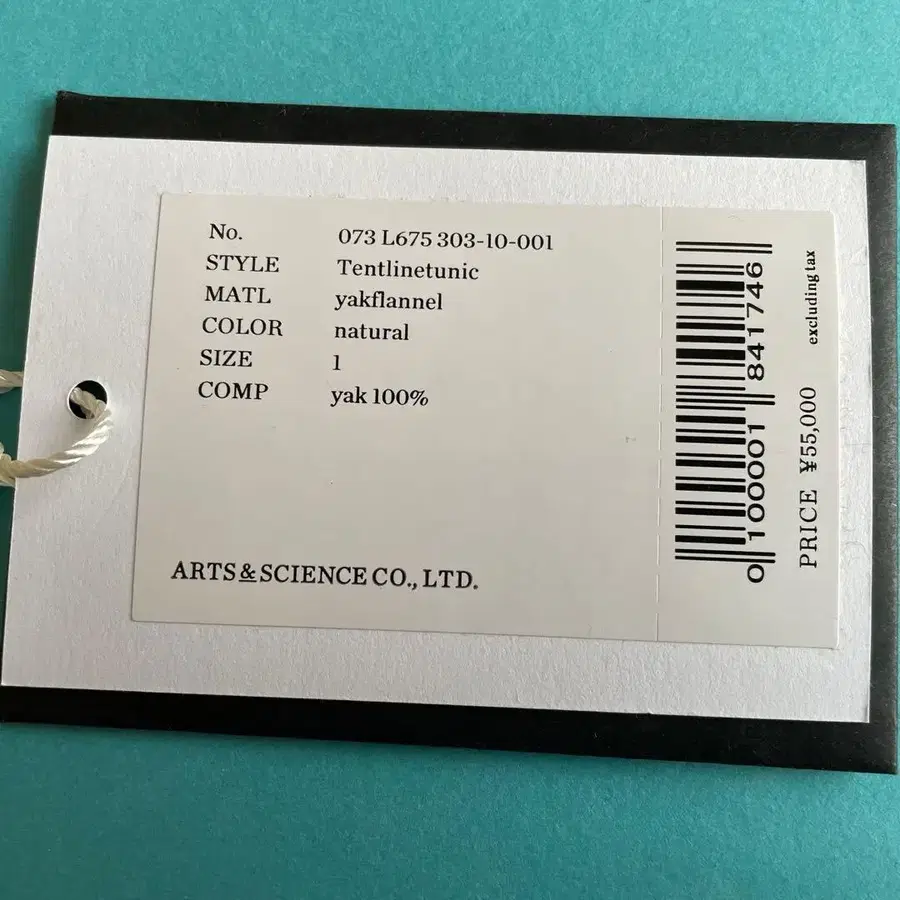 No. 073 L675 303-10-001
STYLE Tentlinetunic
MATL yakflannel
COLOR natural
SIZE 1
COMP yak 100%
ARTS&SCIENCE CO., LTD.
0 100001 841746
PRICE ¥55,000 excluding tax